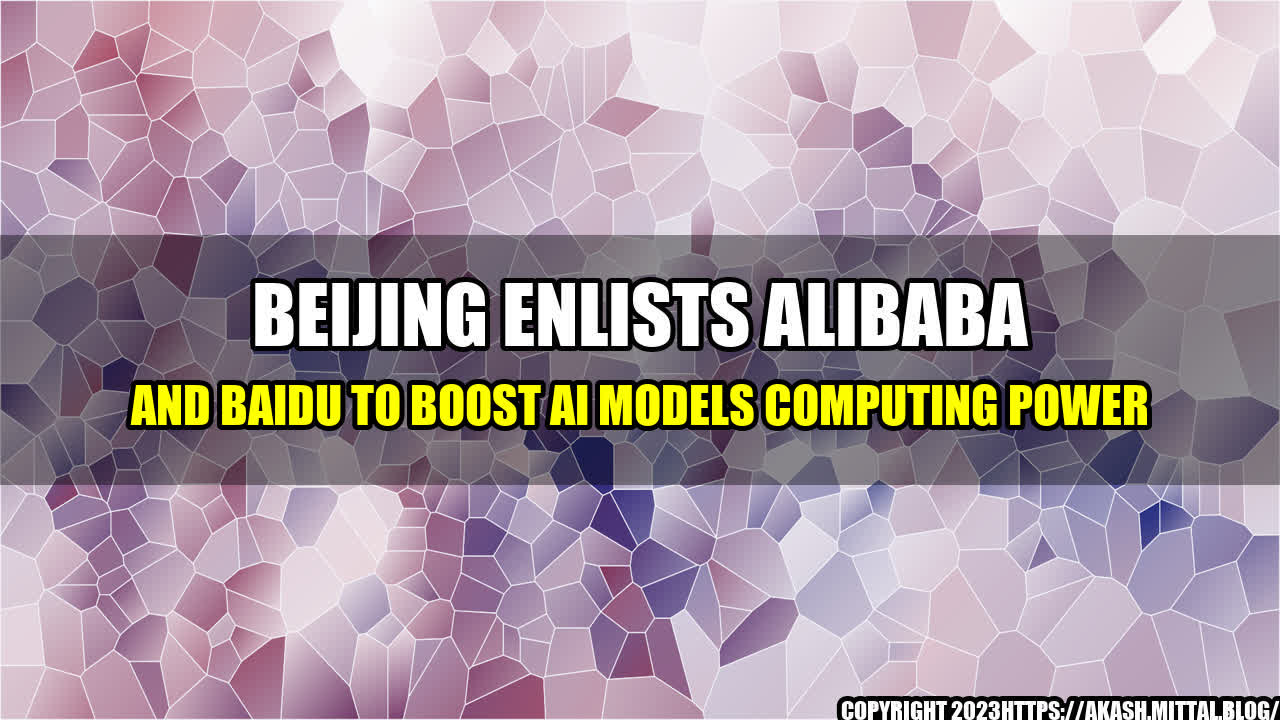 BEIJING ENLISTS ALIBABA
AND BAIDU TO BOOST AI MODELS COMPUTING POWER
COPYRIGHT 2023HTTPS://AKASH.MITTAL.BLOG/